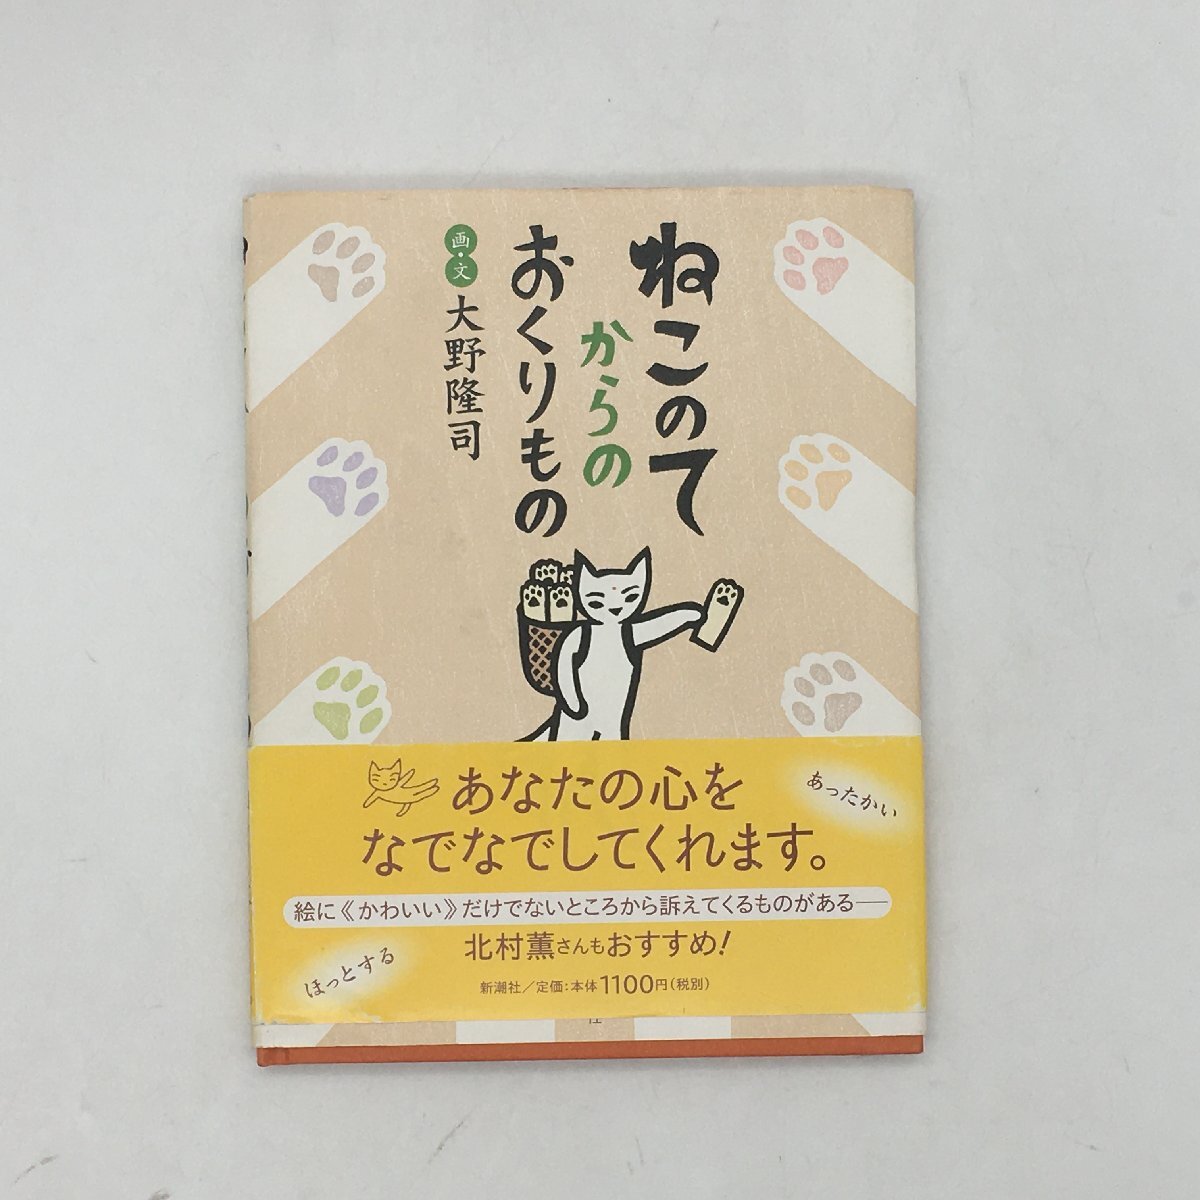 ねこのて
からの
おくりもの
画・文
大野隆司
あなたの心を
なでなでしてくれます。
あったかい
絵に《かわいい》だけでないところから訴えてくるものがある──
北村薫さんもおすすめ!
ほっとする
新潮社/定価:本体1100円(税別)